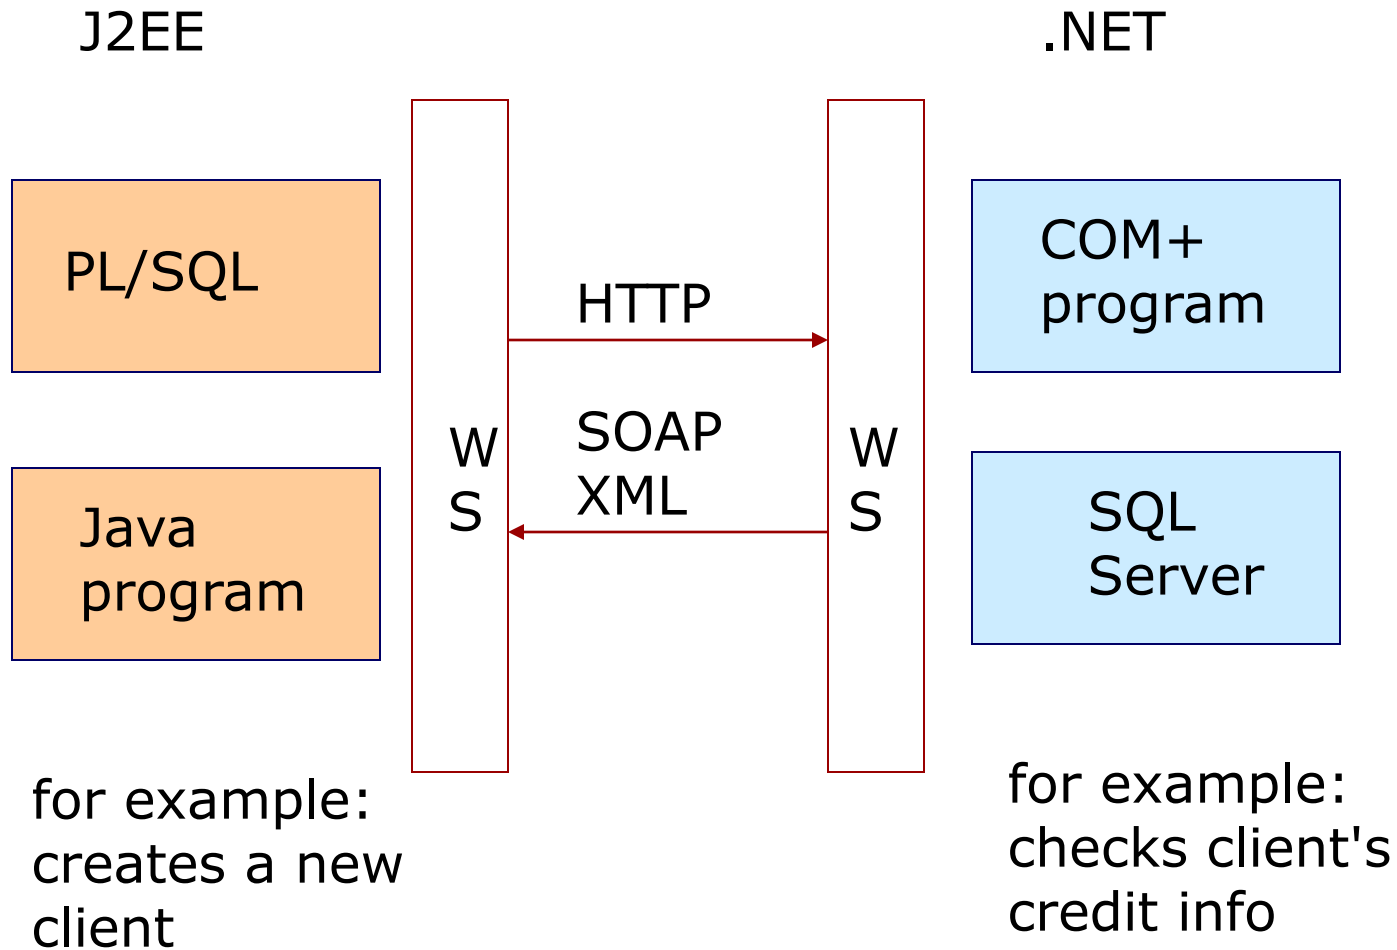 J2EE
.NET
PL/SQL
Java
program
W
S
HTTP
SOAP
XML
W
S
COM+
program
SQL
Server
for example:
creates a new
client
for example:
checks client's
credit info